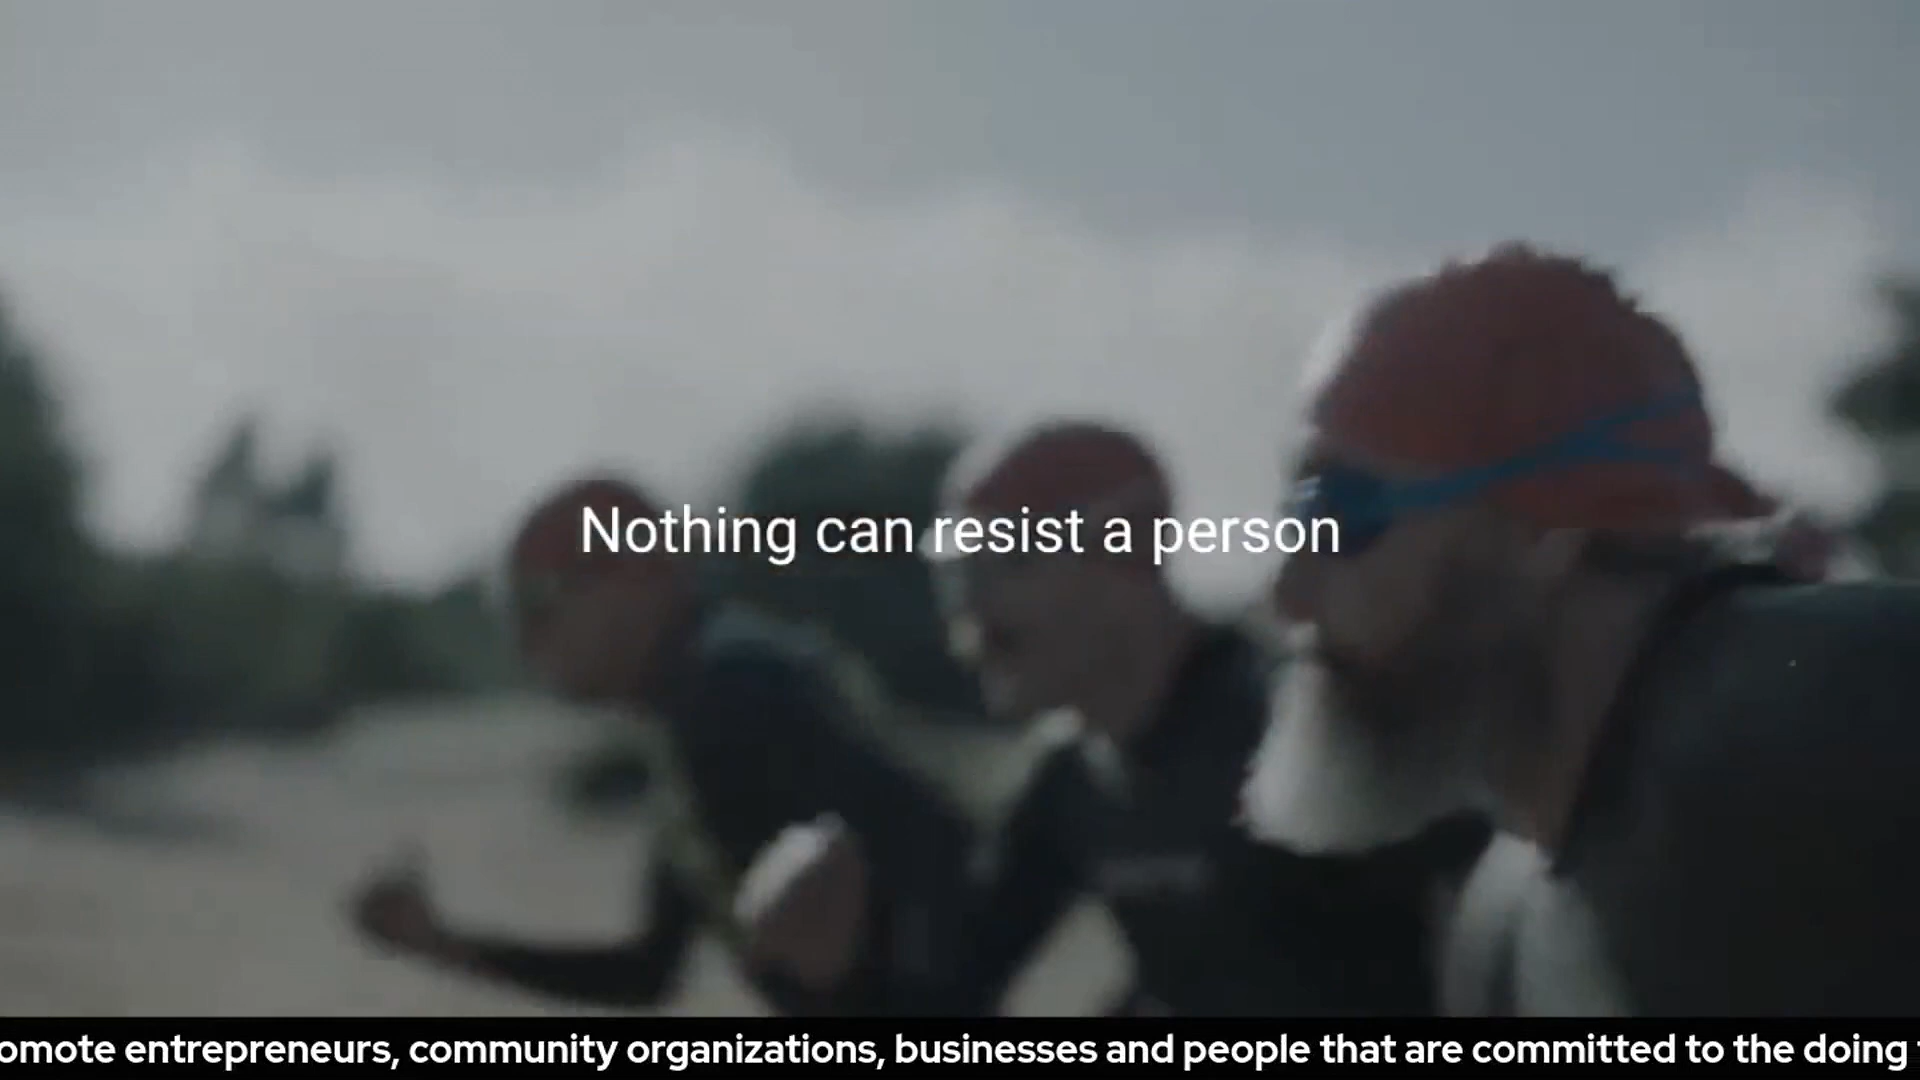 Nothing can resist a person
omote entrepreneurs, community organizations, businesses and people that are committed to the doing